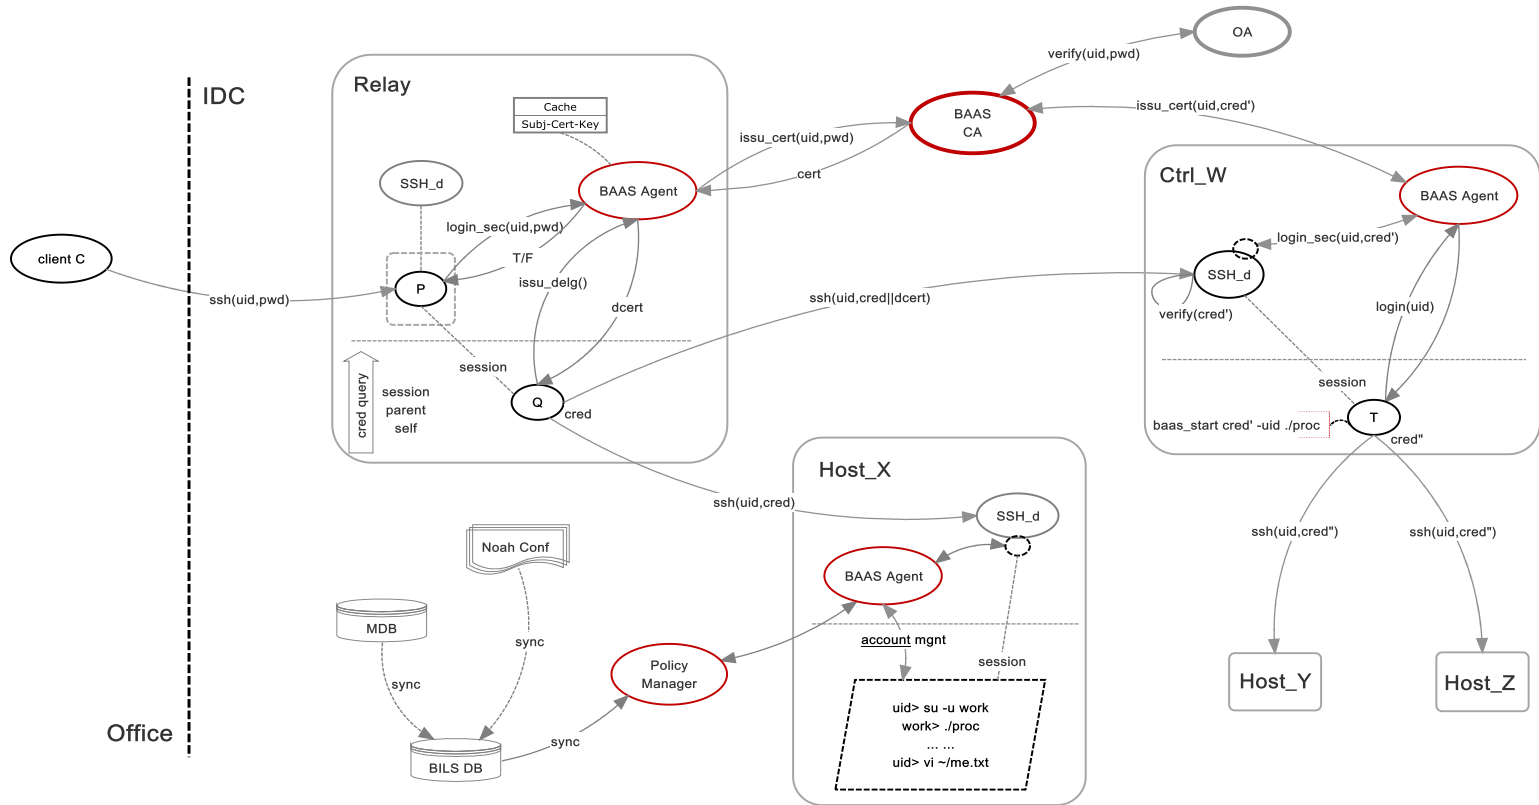 OA
verify(uid,pwd)
IDC
Relay
Cache
Subj-Cert-Key
BAAS
CA
issu_cert(uid,cred')
issu_cert(uid,pwd)
cert
SSH_d
BAAS Agent
Ctrl_W
BAAS Agent
login_sec(uid,pwd)
login_sec(uid,cred')
client C
T/F
SSH_d
issu_delg()
P
ssh(uid,pwd)
ssh(uid,cred||dcert)
dcert
login(uid)
verify(cred')
session
session
cred query
session
parent
self
Q
cred
T
baas_start cred' -uid ./proc
cred"
Host_X
ssh(uid,cred)
SSH_d
ssh(uid,cred")
ssh(uid,cred")
Noah Conf
BAAS Agent
MDB
sync
account mgnt
session
Policy
Manager
sync
Host_Y
Host_Z
uid> su -u work
work> ./proc
... ...
uid> vi ~/me.txt
Office
sync
BILS DB